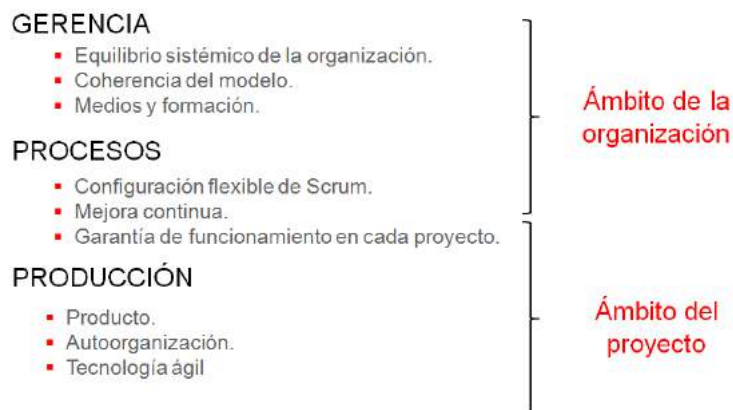 GERENCIA
Equilibrio sistémico de la organización.
Coherencia del modelo.
Medios y formación.
PROCESOS
Configuración flexible de Scrum.
Mejora continua.
Garantía de funcionamiento en cada proyecto.
PRODUCCIÓN
Producto.
Autoorganización.
Tecnología ágil
Ámbito de la
organización
Ámbito del
proyecto